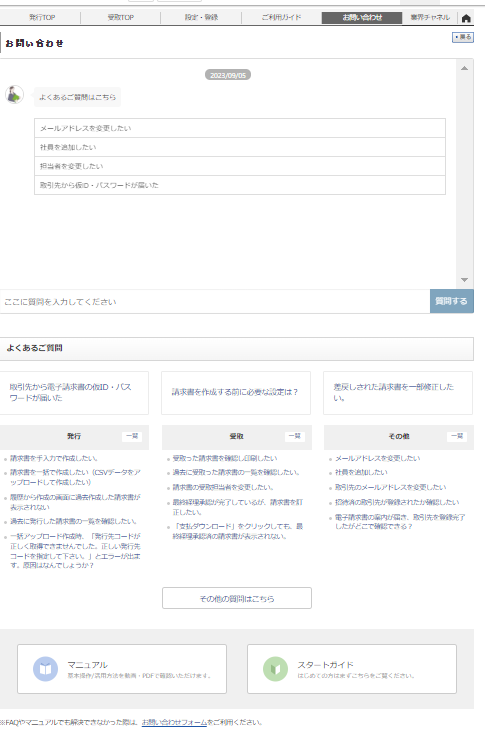 発行TOP 受取TOP 設定・登録 ご利用ガイド お問い合わせ 業界チャネル
お問い合わせ
戻る
2023/09/05
よくあるご質問はこちら
メールアドレスを変更したい
社員を追加したい
担当者を変更したい
取引先から仮ID・パスワードが届いた
ここに質問を入力してください 質問する
よくあるご質問
取引先から電子請求書の仮ID・パス
ワードが届いた
請求書を作成する前に必要な設定は？
差戻しされた請求書を一部修正した
い。
発行 一覧
請求書を手入力で作成したい。
請求書を一括で作成したい（CSVデータをア
ップロードして作成したい）
履歴から作成の画面に過去作成した請求書が
表示されない
過去に発行した請求書の一覧を確認したい。
一括アップロード作成時、「発行先コードが
正しく取得できませんでした。正しい発行先
コードを指定して下さい。」とエラーが出ま
す。原因はなんでしょうか？
受取 一覧
受取った請求書を確認し印刷したい
過去に受取った請求書の一覧を確認したい。
請求書の受取担当者を変更したい。
最終経理承認が完了しているが、請求書を訂
正したい。
「支払ダウンロード」をクリックしても、最
終経理承認済の請求書が表示されない。
その他 一覧
メールアドレスを変更したい
社員を追加したい
取引先のメールアドレスを変更したい
招待済の取引先が登録されたか確認したい
電子請求書の案内が届き、取引先を登録完了
したがどこで確認できる？
その他の質問はこちら
マニュアル
基本操作/活用方法を動画・PDFで確認いただけます。
スタートガイド
はじめての方はまずこちらをご覧ください。
※FAQやマニュアルでも解決できなかった際は、お問い合わせフォームをご利用ください。